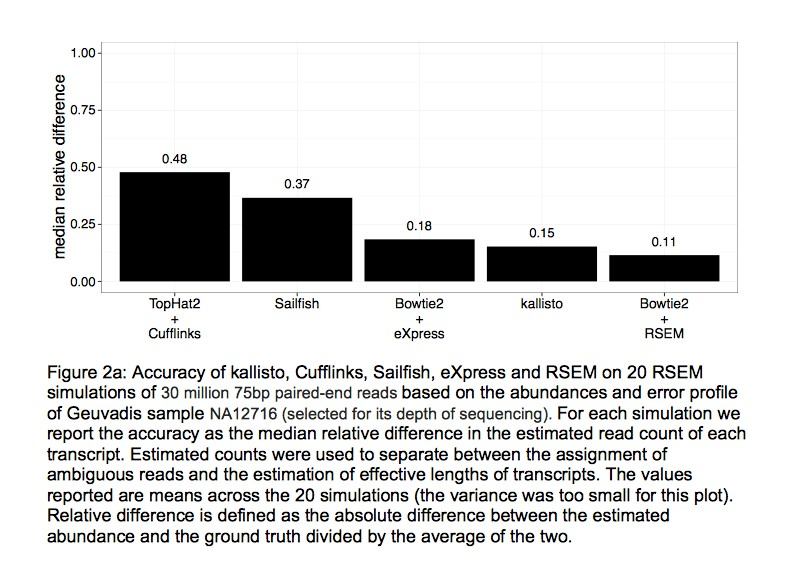 1.00
0.75
0.50
0.25
0.00
median relative difference
0.48
0.37
0.18
0.15
0.11
TopHat2
+
Cufflinks
Sailfish
Bowtie2
+
eXpress
kallisto
Bowtie2
+
RSEM
Figure 2a: Accuracy of kallisto, Cufflinks, Sailfish, eXpress and RSEM on 20 RSEM
simulations of 30 million 75bp paired-end reads based on the abundances and error profile
of Geuvadis sample NA12716 (selected for its depth of sequencing). For each simulation we
report the accuracy as the median relative difference in the estimated read count of each
transcript. Estimated counts were used to separate between the assignment of
ambiguous reads and the estimation of effective lengths of transcripts. The values
reported are means across the 20 simulations (the variance was too small for this plot).
Relative difference is defined as the absolute difference between the estimated
abundance and the ground truth divided by the average of the two.